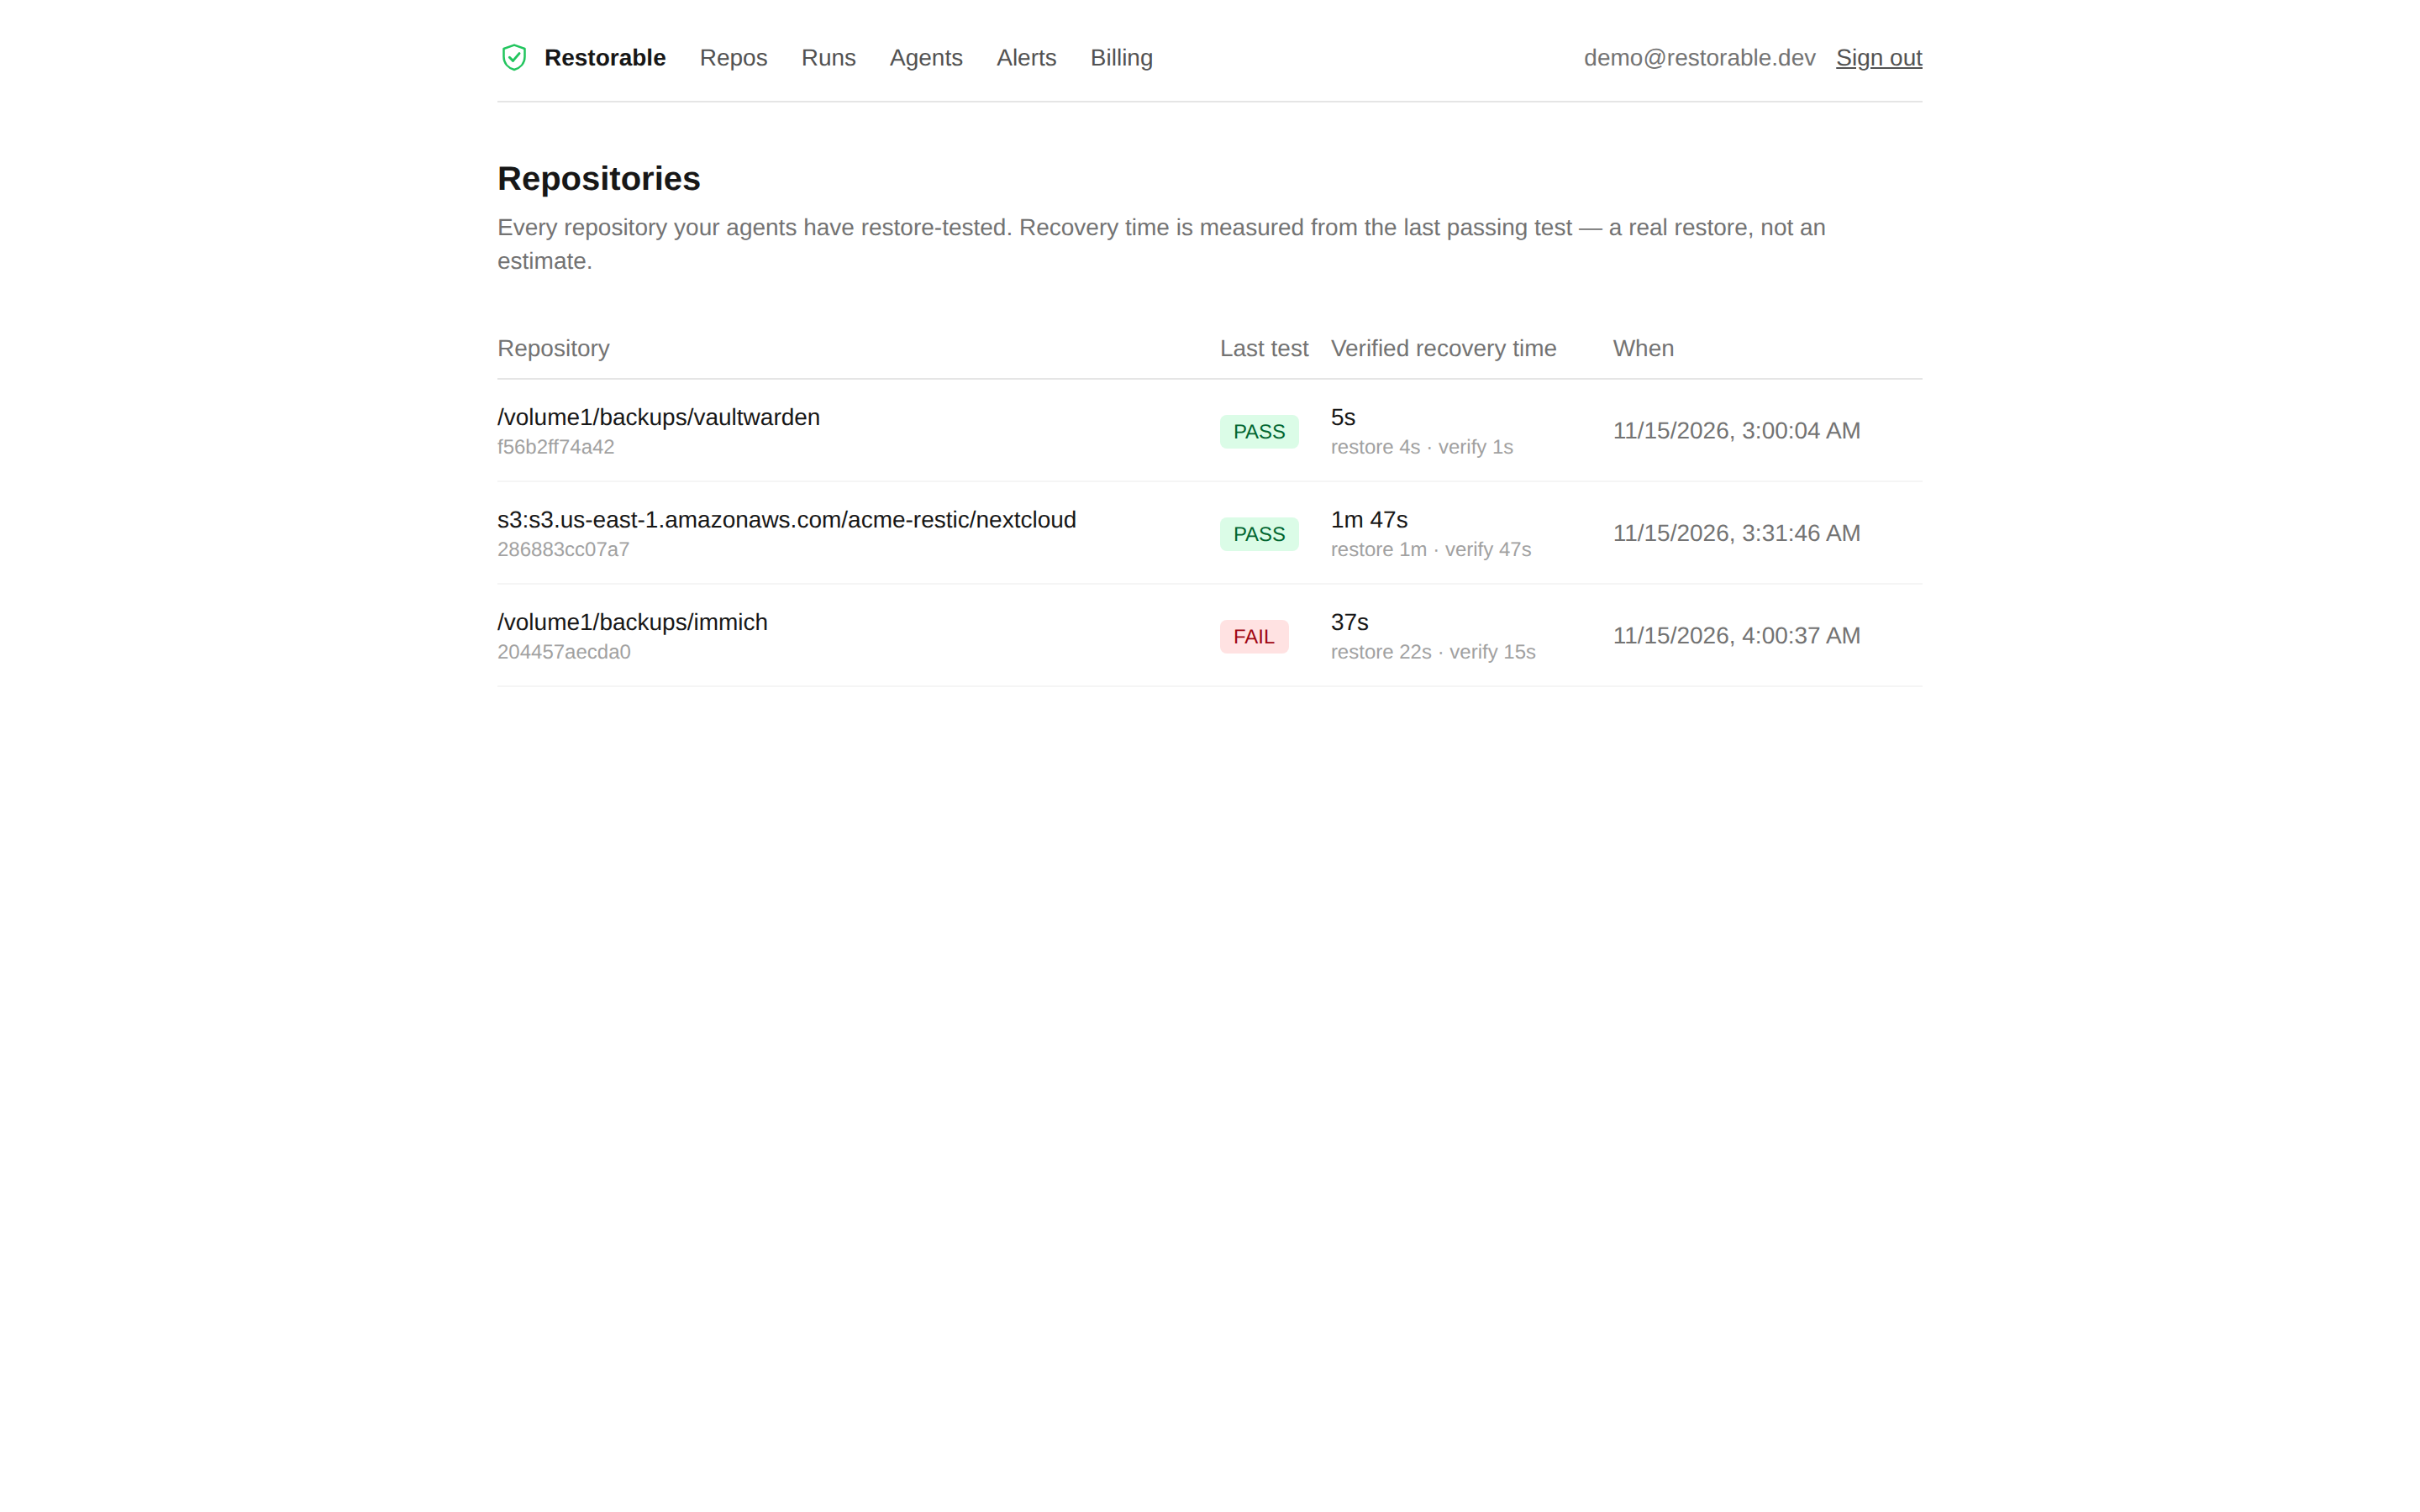 Restorable Repos Runs Agents Alerts Billing demo@restorable.dev Sign out
Repositories
Every repository your agents have restore-tested. Recovery time is measured from the last passing test — a real restore, not an
estimate.
Repository Last test Verified recovery time When
/volume1/backups/vaultwarden PASS 5s 11/15/2026, 3:00:04 AM
f56b2ff74a42 restore 4s · verify 1s
s3:s3.us-east-1.amazonaws.com/acme-restic/nextcloud PASS 1m 47s 11/15/2026, 3:31:46 AM
286883cc07a7 restore 1m · verify 47s
/volume1/backups/immich FAIL 37s 11/15/2026, 4:00:37 AM
204457aecda0 restore 22s · verify 15s